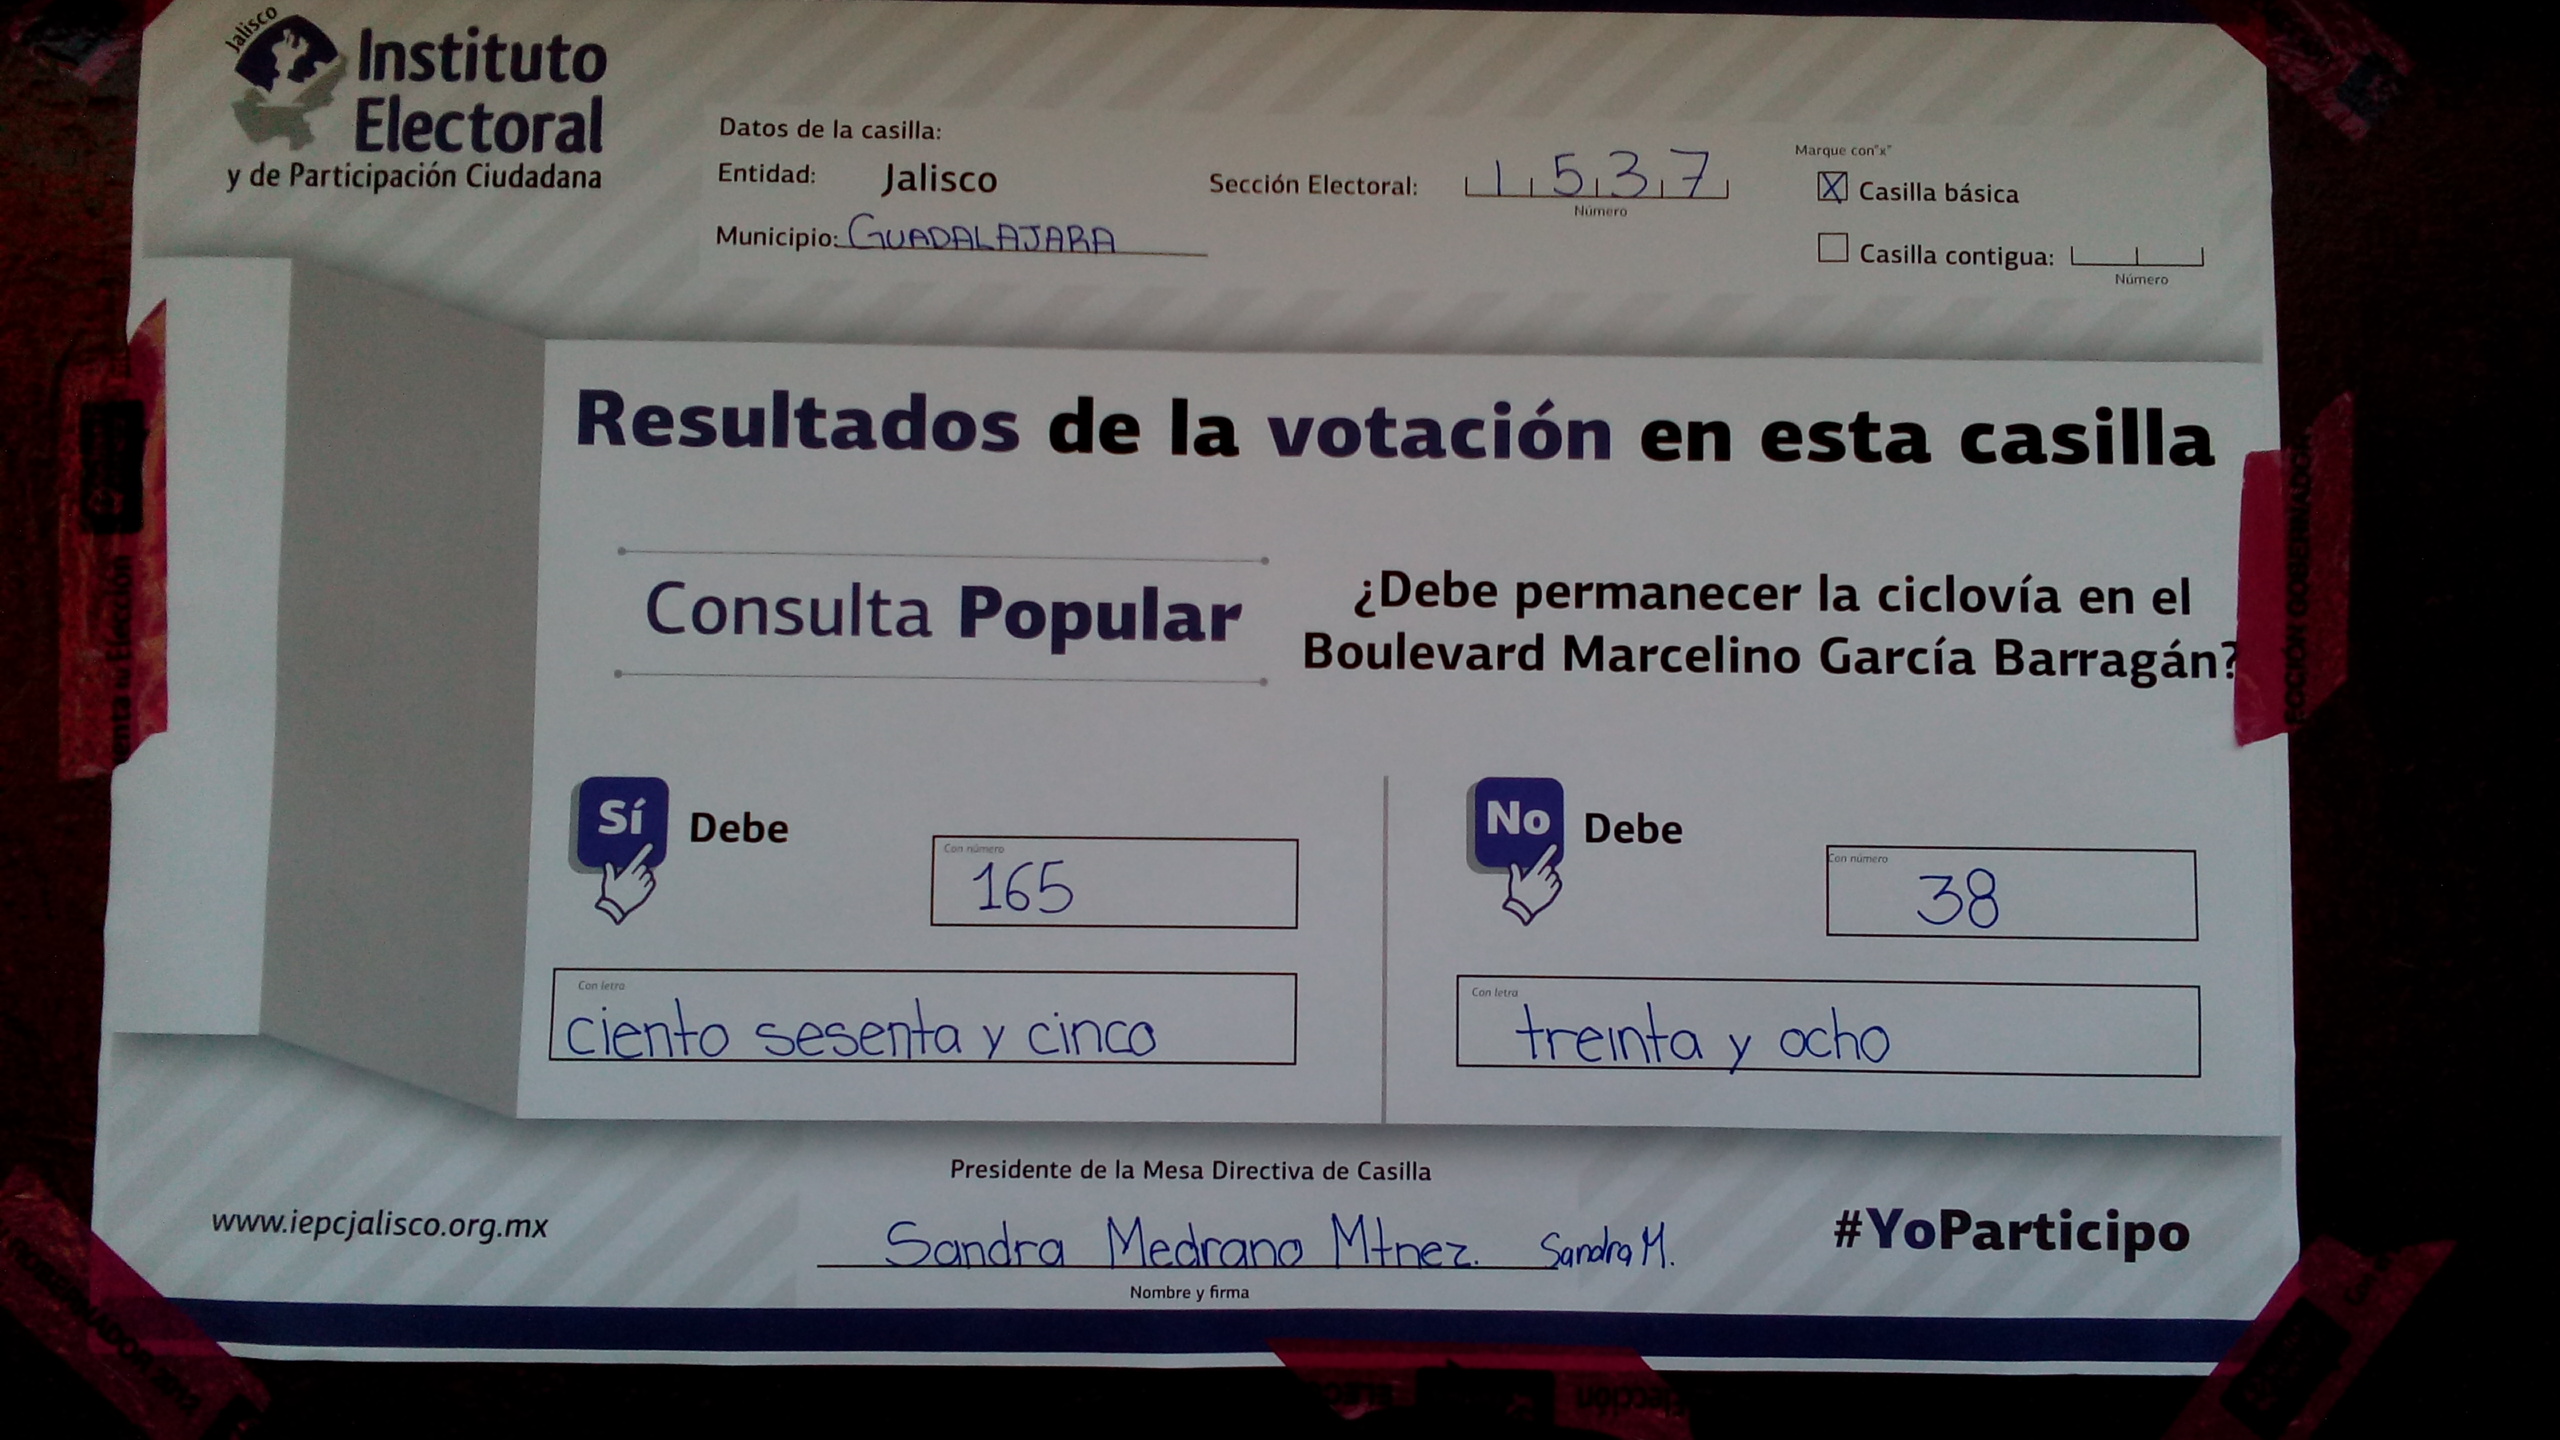 Jalisco
Instituto
Electoral
y de Participación Ciudadana
Datos de la casilla:
Entidad: Jalisco
Municipio: GUADALAJARA
Sección Electoral: 1 5 3 7
Número
Marque con"x"
X Casilla básica
Casilla contigua:
Número
Resultados de la votación en esta casilla
Consulta Popular
¿Debe permanecer la ciclovía en el
Boulevard Marcelino García Barragán?
Sí Debe
Con número
165
Con letra
ciento sesenta y cinco
No Debe
Con número
38
Con letra
treinta y ocho
Presidente de la Mesa Directiva de Casilla
Sandra Medrano Mtnez. Sandra M.
Nombre y firma
www.iepcjalisco.org.mx
#YoParticipo